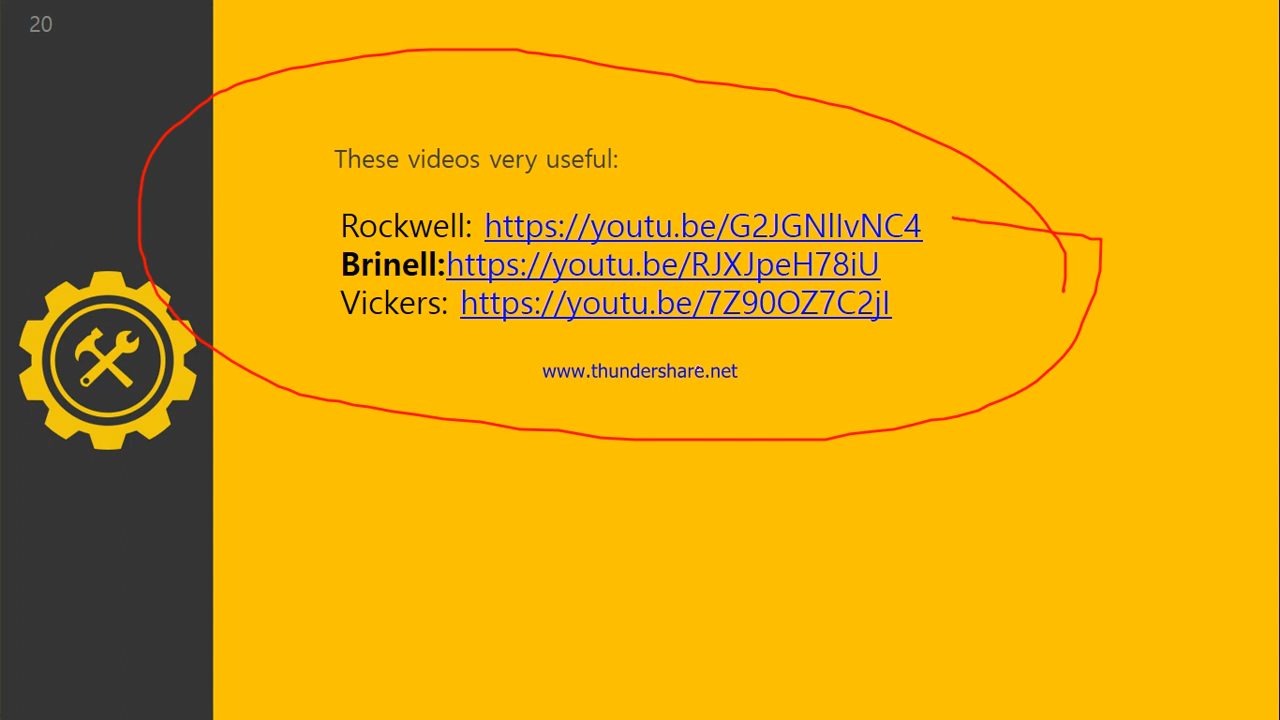 20
These videos very useful:
Rockwell: https://youtu.be/G2JGNlIvNC4
Brinell:https://youtu.be/RJXJpeH78iU
Vickers: https://youtu.be/7Z90OZ7C2jI
www.thundershare.net